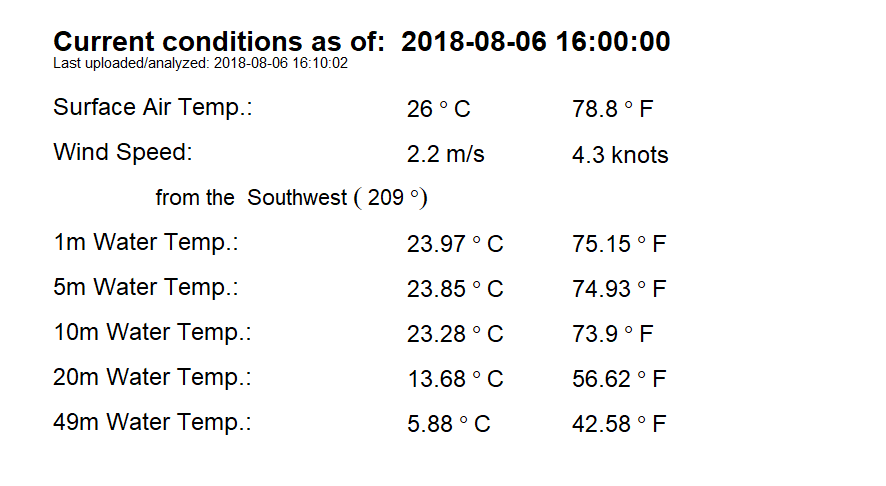 Current conditions as of: 2018-08-06 16:00:00
Last uploaded/analyzed: 2018-08-06 16:10:02
Surface Air Temp.: 26 ° C 78.8 ° F
Wind Speed: 2.2 m/s 4.3 knots
from the Southwest ( 209 °)
1m Water Temp.: 23.97 ° C 75.15 ° F
5m Water Temp.: 23.85 ° C 74.93 ° F
10m Water Temp.: 23.28 ° C 73.9 ° F
20m Water Temp.: 13.68 ° C 56.62 ° F
49m Water Temp.: 5.88 ° C 42.58 ° F